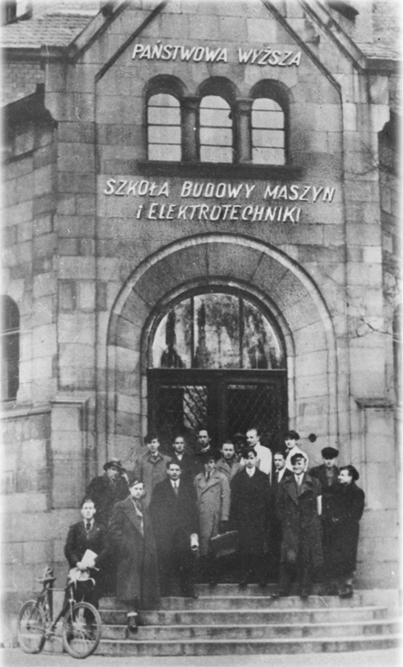 PAŃSTWOWA WYŻSZA
SZKOŁA BUDOWY MASZYN
i ELEKTROTECHNIKI